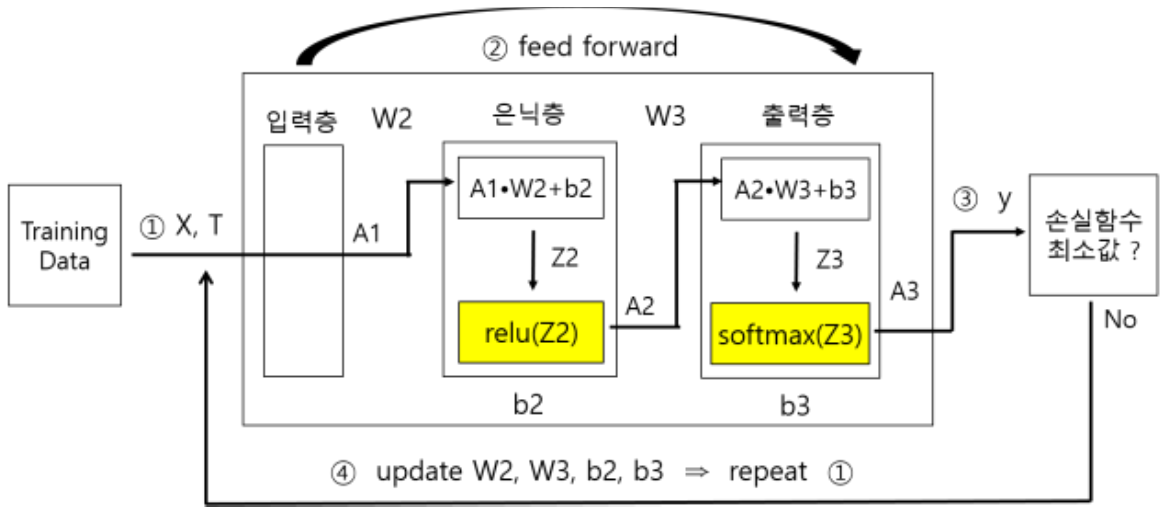 ② feed forward
입력층
W2
은닉층
W3
출력층
Training
Data
① X, T
A1
A1•W2+b2
Z2
relu(Z2)
b2
A2
A2•W3+b3
Z3
softmax(Z3)
b3
A3
③ y
손실함수
최소값 ?
No
④ update W2, W3, b2, b3 ⇒ repeat ①